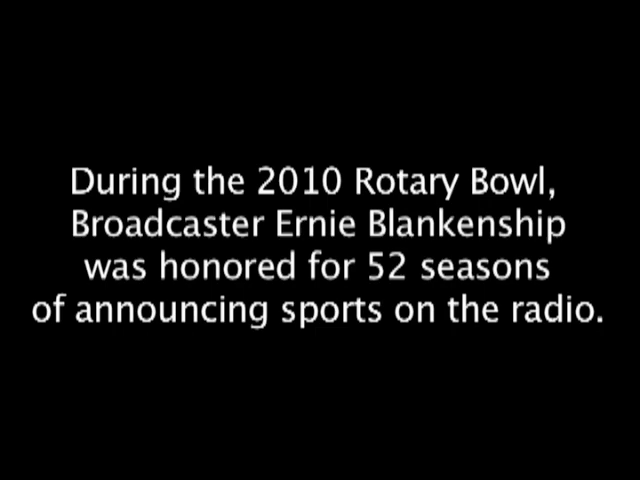 During the 2010 Rotary Bowl,
Broadcaster Ernie Blankenship
was honored for 52 seasons
of announcing sports on the radio.